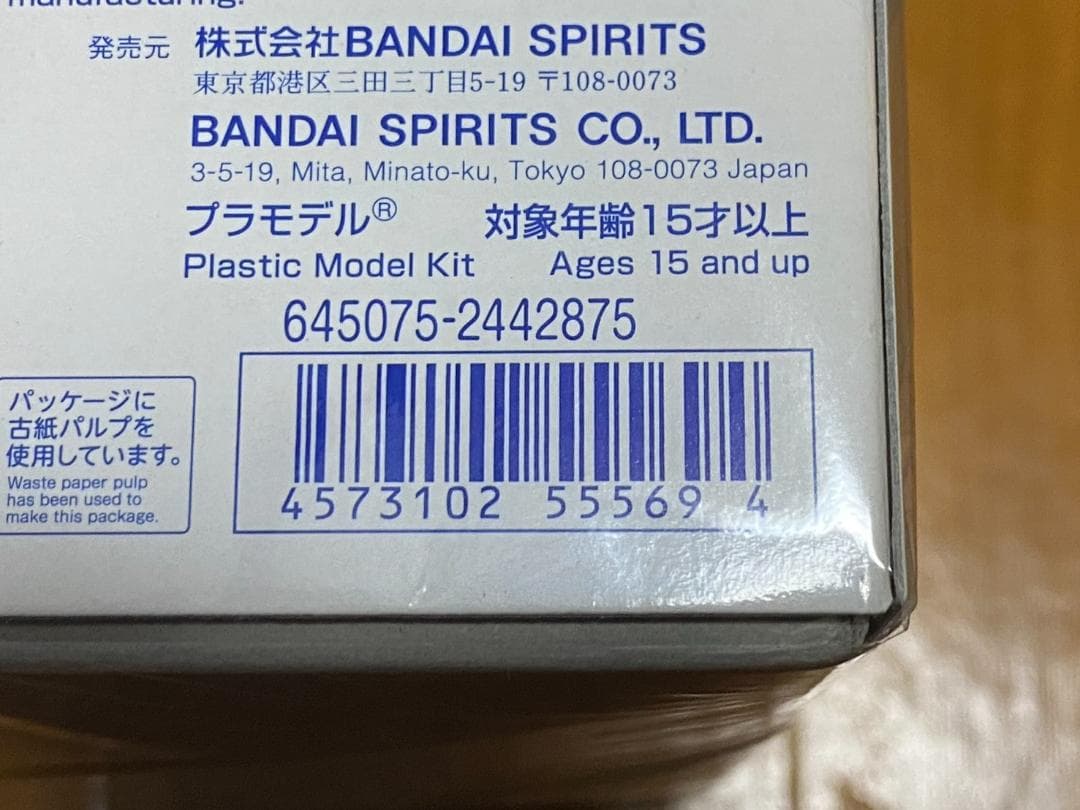 manufacturing.
発売元 株式会社BANDAI SPIRITS
東京都港区三田三丁目5-19 〒108-0073
BANDAI SPIRITS CO., LTD.
3-5-19, Mita, Minato-ku, Tokyo 108-0073 Japan
プラモデル® 対象年齢15才以上
Plastic Model Kit Ages 15 and up
645075-2442875
4573102 55569 4
パッケージに
古紙パルプを
使用しています。
Waste paper pulp
has been used to
make this package.